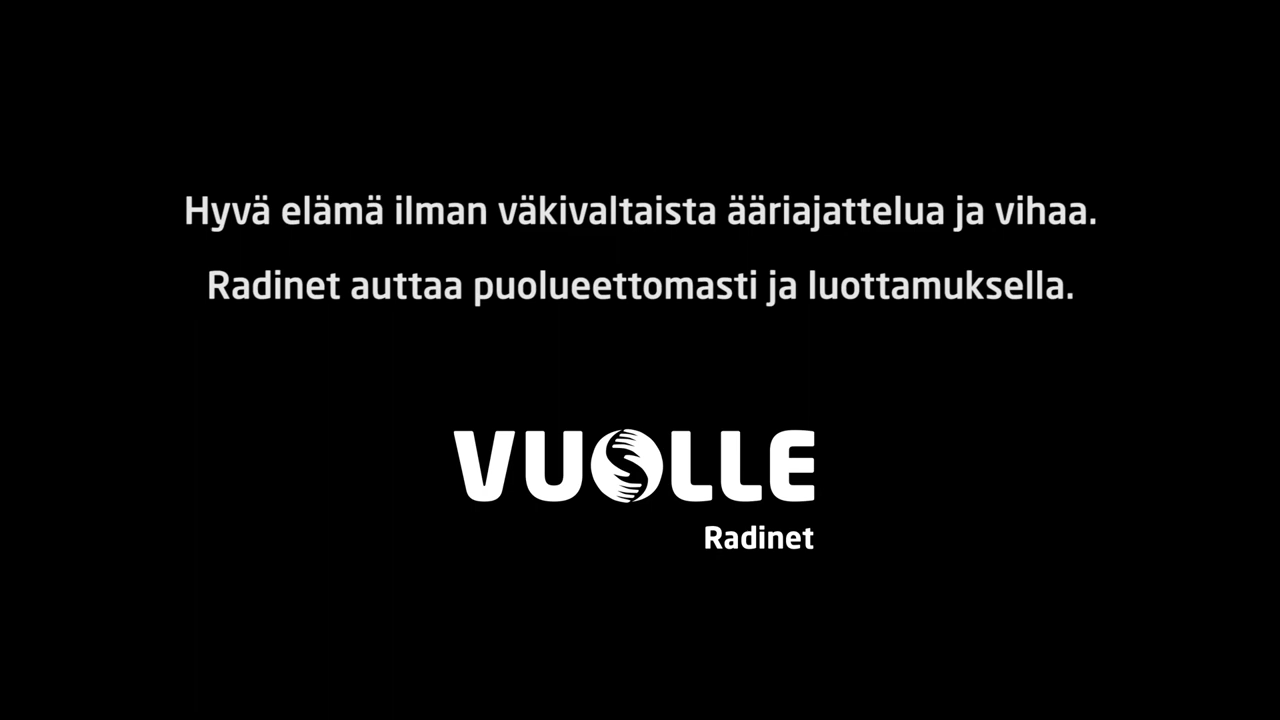 Hyvä elämä ilman väkivaltaista ääriajattelua ja vihaa.
Radinet auttaa puolueettomasti ja luottamuksella.
VUOLLE
Radinet